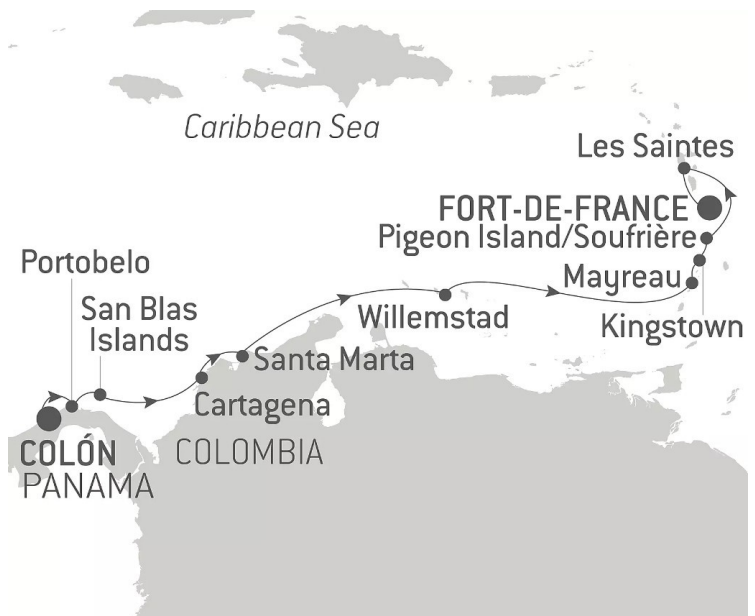 Caribbean Sea
Les Saintes
FORT-DE-FRANCE
Pigeon Island/Soufrière
Portobelo
Mayreau
San Blas
Islands
Willemstad
Kingstown
Santa Marta
Cartagena
COLÓN
PANAMA
COLOMBIA